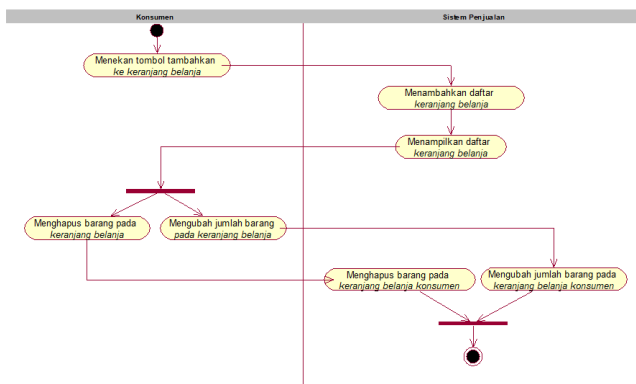 Konsumen
Sistem Penjualan
Menekan tombol tambahkan
ke keranjang belanja
Menambahkan daftar
keranjang belanja
Menampilkan daftar
keranjang belanja
Menghapus barang pada
keranjang belanja
Mengubah jumlah barang
pada keranjang belanja
Menghapus barang pada
keranjang belanja konsumen
Mengubah jumlah barang pada
keranjang belanja konsumen